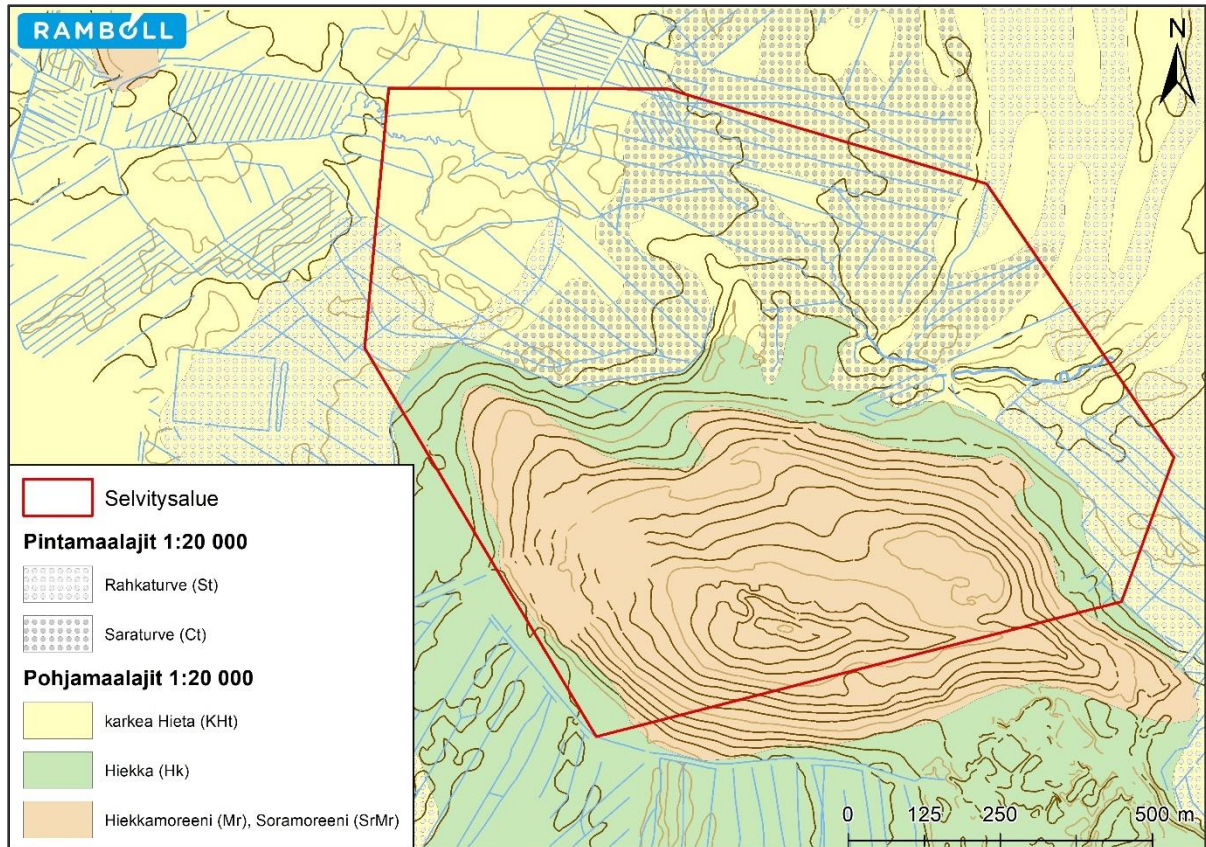 RAMBOLL
N
Selvitysalue
Pintamaalajit 1:20 000
Rahkaturve (St)
Saraturve (Ct)
Pohjamaalajit 1:20 000
karkea Hieta (KHt)
Hiekka (Hk)
Hiekkamoreeni (Mr), Soramoreeni (SrMr)
0 125 250 500 m